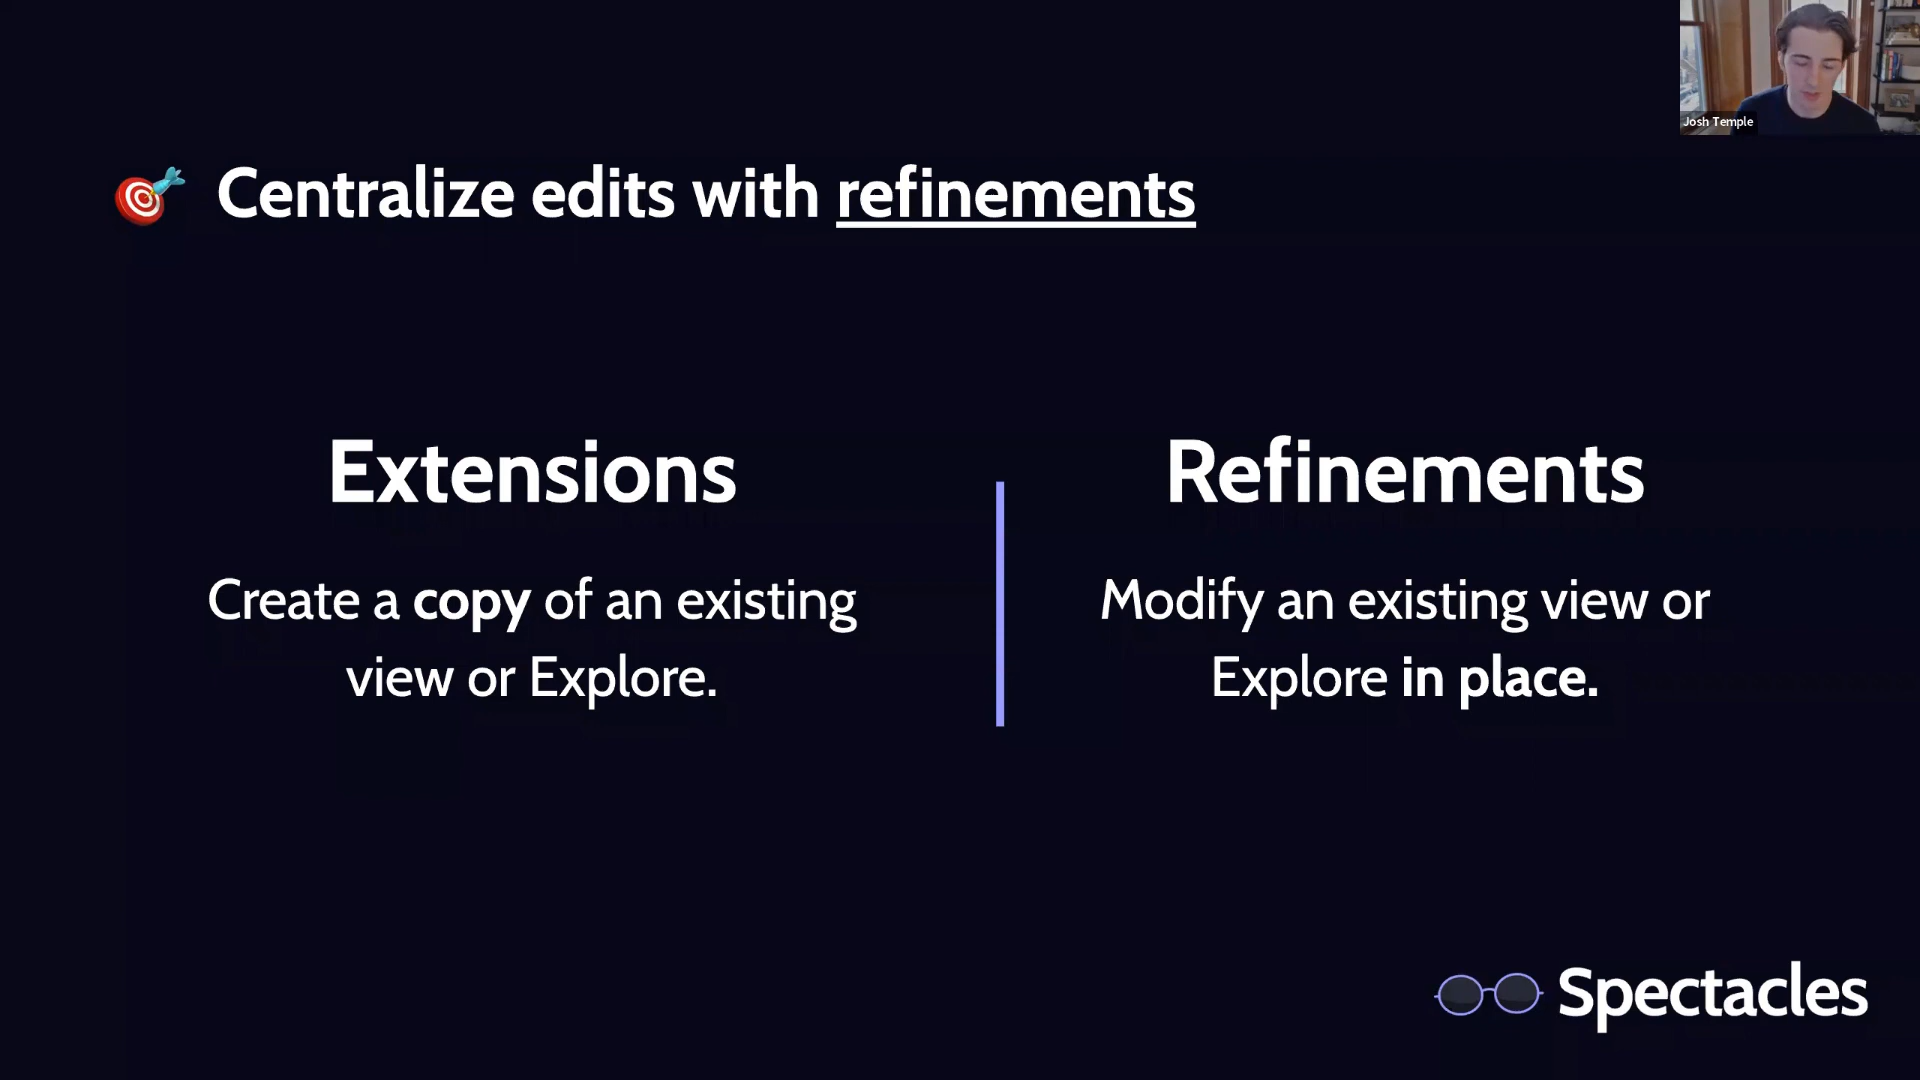 Josh Temple
Centralize edits with refinements
Extensions
Create a copy of an existing
view or Explore.
Refinements
Modify an existing view or
Explore in place.
Spectacles